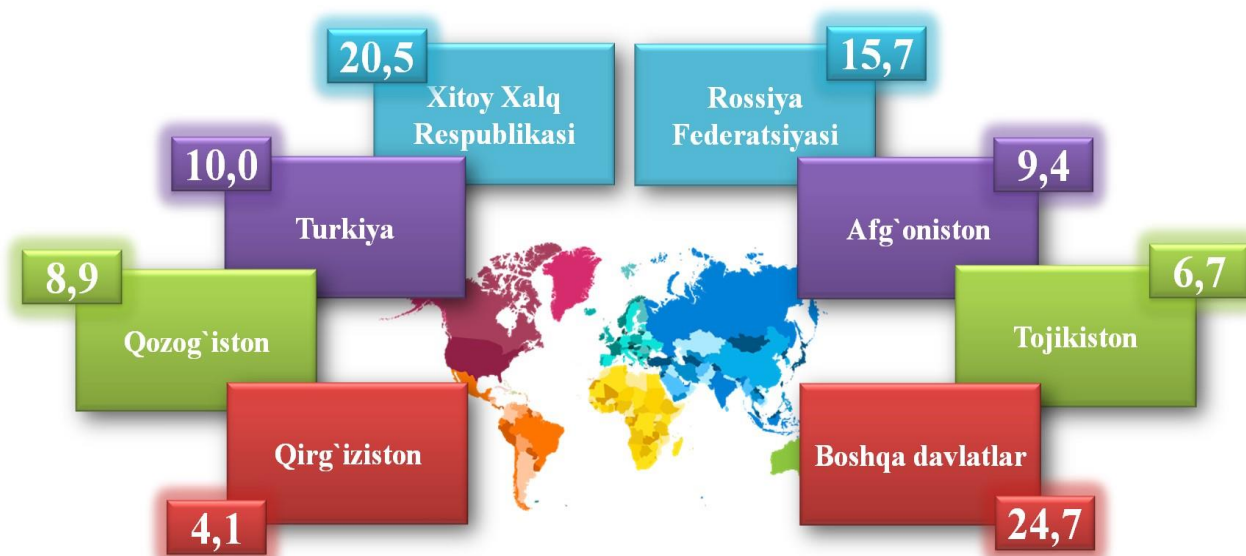 20,5
Xitoy Xalq
Respublikasi
15,7
Rossiya
Federatsiyasi
10,0
Turkiya
9,4
Afg`oniston
8,9
Qozog`iston
6,7
Tojikiston
Qirg`iziston
4,1
Boshqa davlatlar
24,7